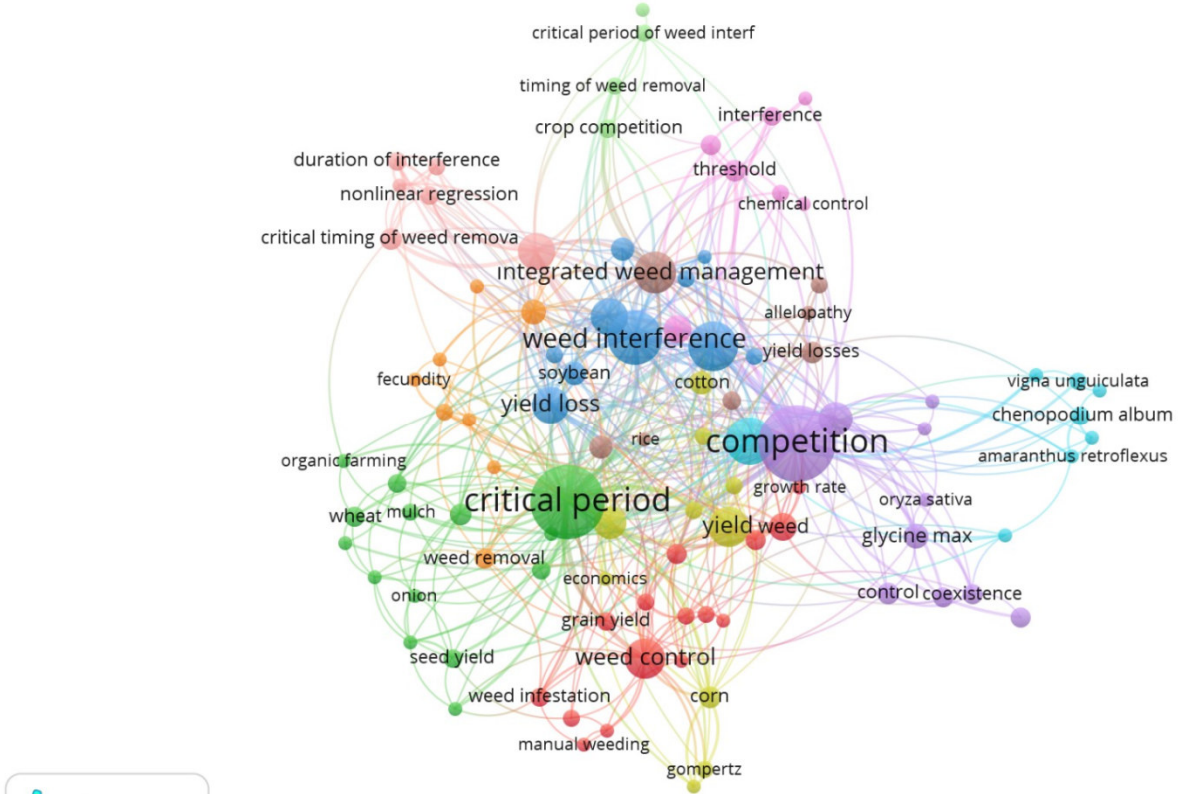 critical period of weed interf
timing of weed removal
interference
crop competition
duration of interference
threshold
nonlinear regression
chemical control
critical timing of weed remova
integrated weed management
allelopathy
weed interference
yield losses
soybean
fecundity
cotton
vigna unguiculata
yield loss
chenopodium album
rice
competition
amaranthus retroflexus
organic farming
growth rate
critical period
oryza sativa
wheat
mulch
yield
weed
glycine max
weed removal
economics
onion
control
coexistence
grain yield
seed yield
weed control
weed infestation
corn
manual weeding
gompertz